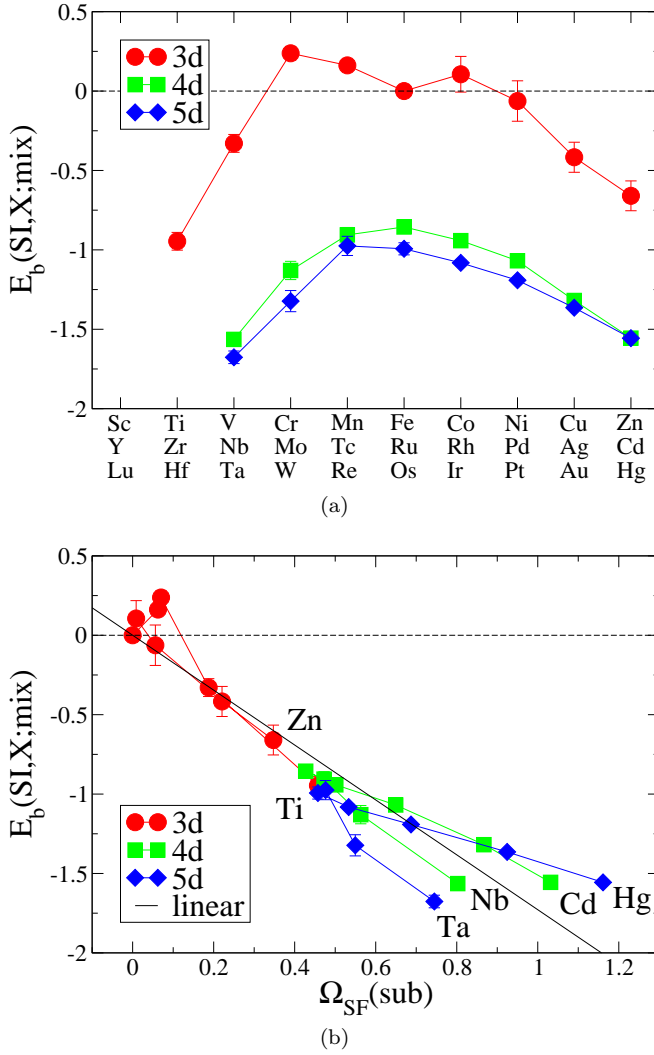 0.5
0
-0.5
-1
-1.5
-2
E_b(SI,X;mix)
3d
4d
5d
Sc Ti V Cr Mn Fe Co Ni Cu Zn
Y Zr Nb Mo Tc Ru Rh Pd Ag Cd
Lu Hf Ta W Re Os Ir Pt Au Hg
(a)
0.5
0
-0.5
-1
-1.5
-2
E_b(SI,X;mix)
Zn
Ti
Nb
Ta
Cd
Hg
3d
4d
5d
linear
0 0.2 0.4 0.6 0.8 1 1.2
Ω_SF(sub)
(b)